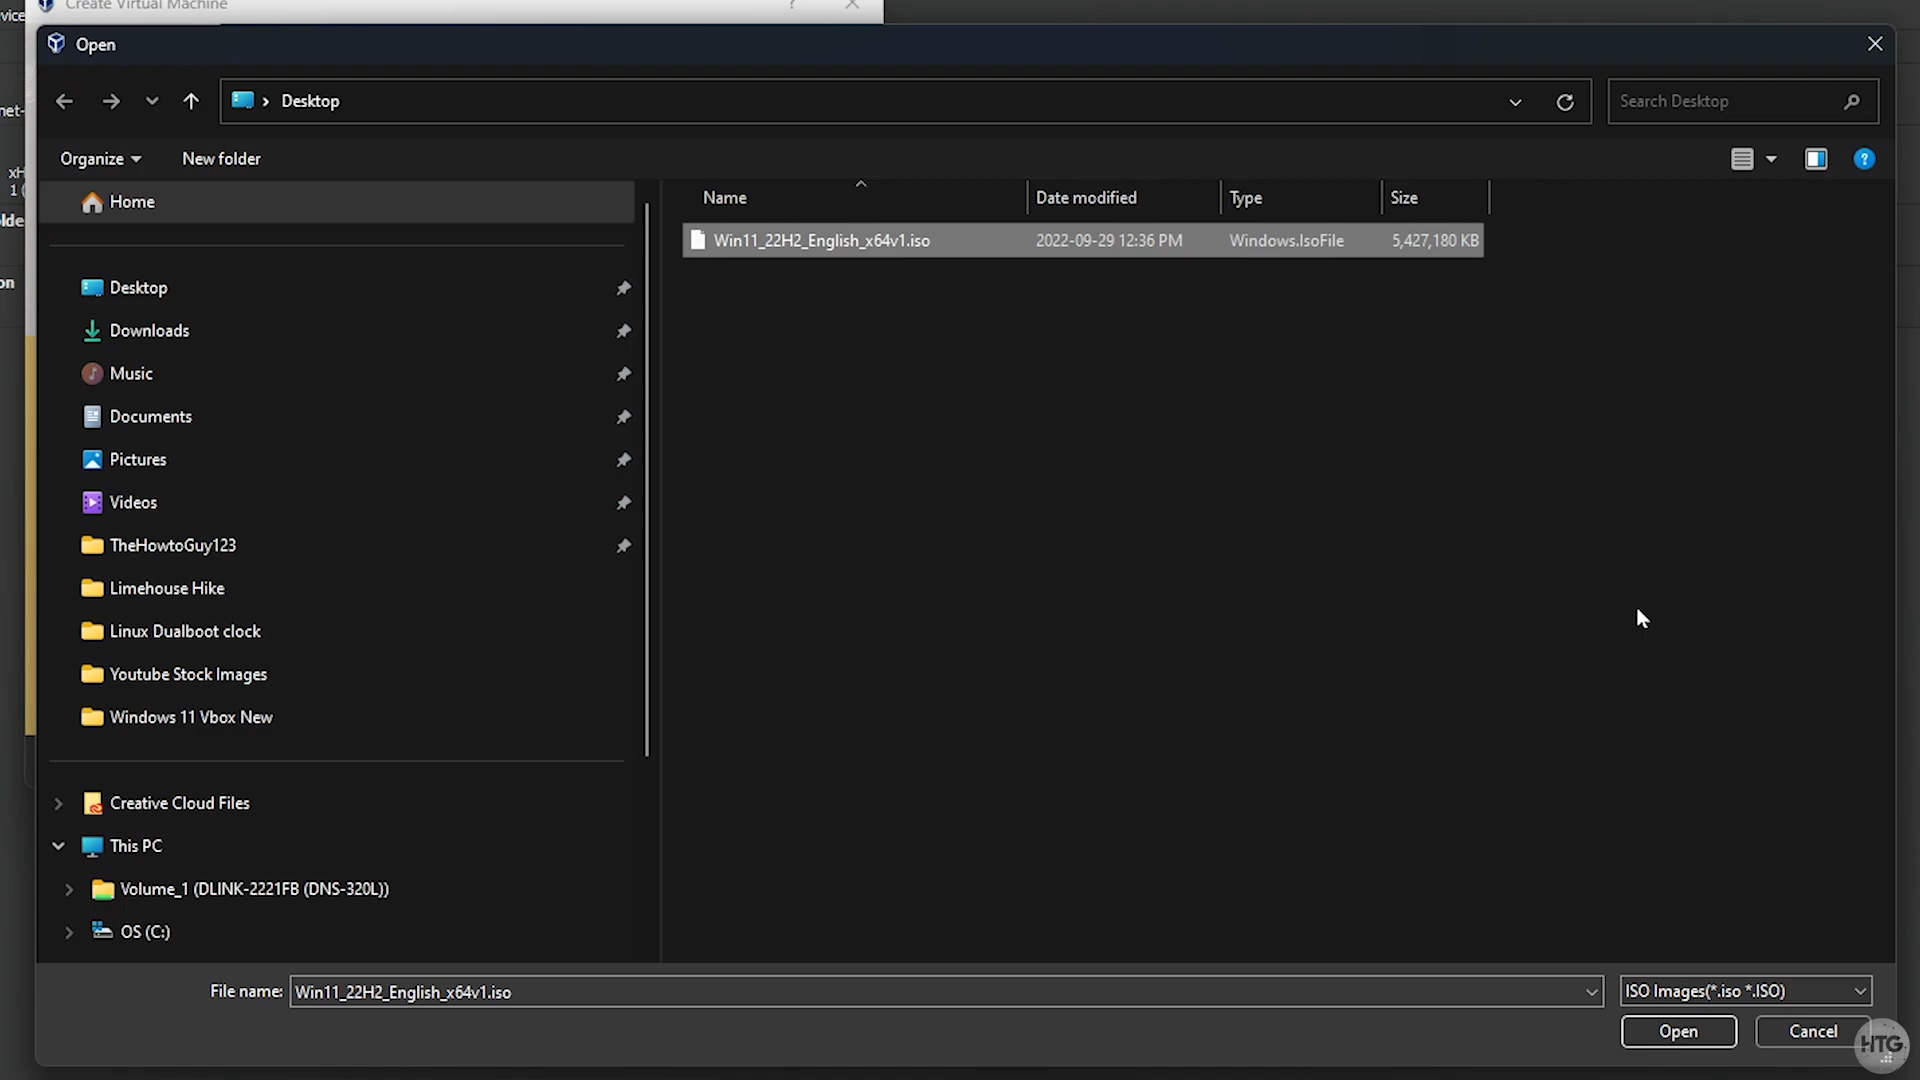 Create Virtual Machine ?
Open
Desktop
Search Desktop
Organize
New folder
?
Name
Date modified
Type
Size
Win11_22H2_English_x64v1.iso 2022-09-29 12:36 PM Windows.IsoFile 5,427,180 KB
Home
Desktop
Downloads
Music
Documents
Pictures
Videos
TheHowtoGuy123
Limehouse Hike
Linux Dualboot clock
Youtube Stock Images
Windows 11 Vbox New
Creative Cloud Files
This PC
Volume_1 (DLINK-2221FB (DNS-320L))
OS (C:)
File name: Win11_22H2_English_x64v1.iso
ISO Images(*.iso *.ISO)
Open
Cancel
HTG